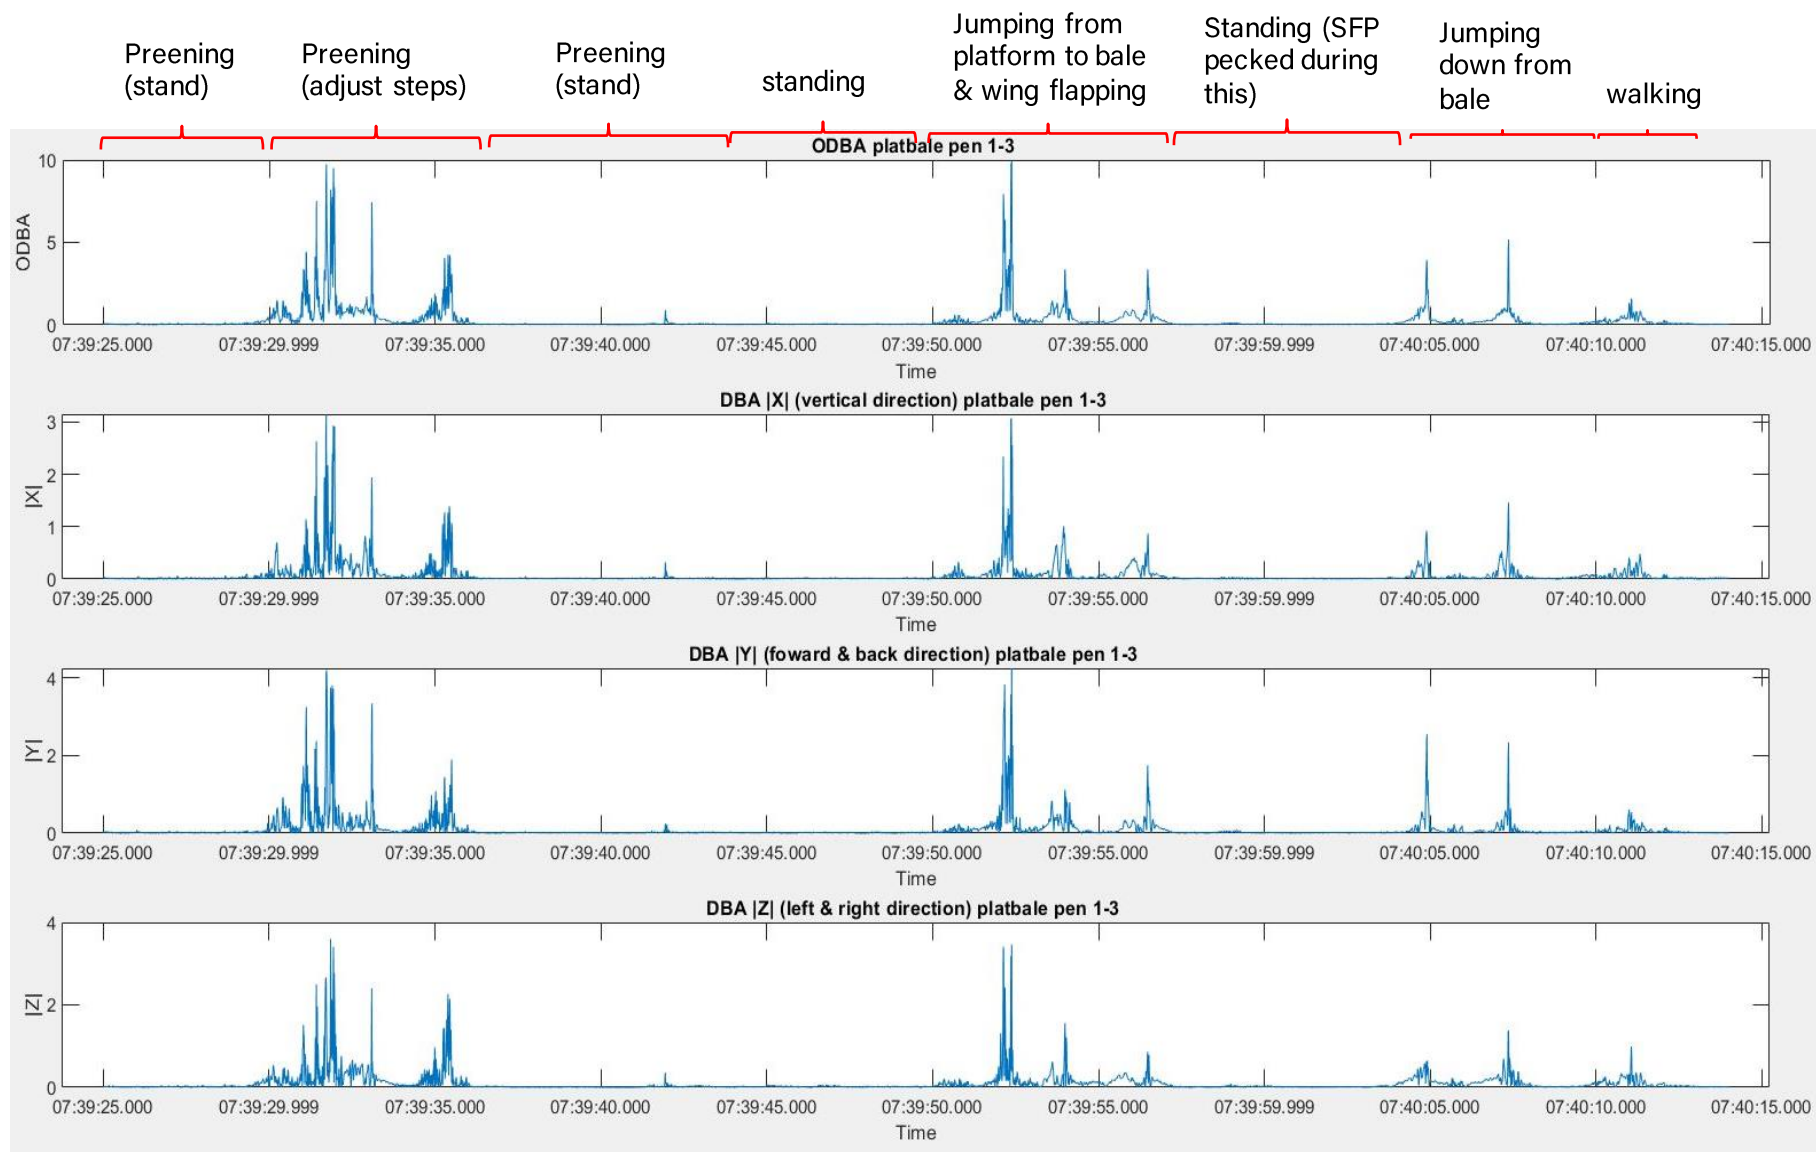 Preening
(stand)
Preening
(adjust steps)
Preening
(stand)
standing
Jumping from
platform to bale
& wing flapping
Standing (SFP
pecked during
this)
Jumping
down from
bale
walking
ODBA platbale pen 1-3
10
5
0
ODBA
07:39:25.000 07:39:29.999 07:39:35.000 07:39:40.000 07:39:45.000 07:39:50.000 07:39:55.000 07:39:59.999 07:40:05.000 07:40:10.000 07:40:15.000
Time
DBA |X| (vertical direction) platbale pen 1-3
3
2
1
0
|X|
07:39:25.000 07:39:29.999 07:39:35.000 07:39:40.000 07:39:45.000 07:39:50.000 07:39:55.000 07:39:59.999 07:40:05.000 07:40:10.000 07:40:15.000
Time
DBA |Y| (foward & back direction) platbale pen 1-3
4
2
0
|Y|
07:39:25.000 07:39:29.999 07:39:35.000 07:39:40.000 07:39:45.000 07:39:50.000 07:39:55.000 07:39:59.999 07:40:05.000 07:40:10.000 07:40:15.000
Time
DBA |Z| (left & right direction) platbale pen 1-3
4
2
0
|Z|
07:39:25.000 07:39:29.999 07:39:35.000 07:39:40.000 07:39:45.000 07:39:50.000 07:39:55.000 07:39:59.999 07:40:05.000 07:40:10.000 07:40:15.000
Time